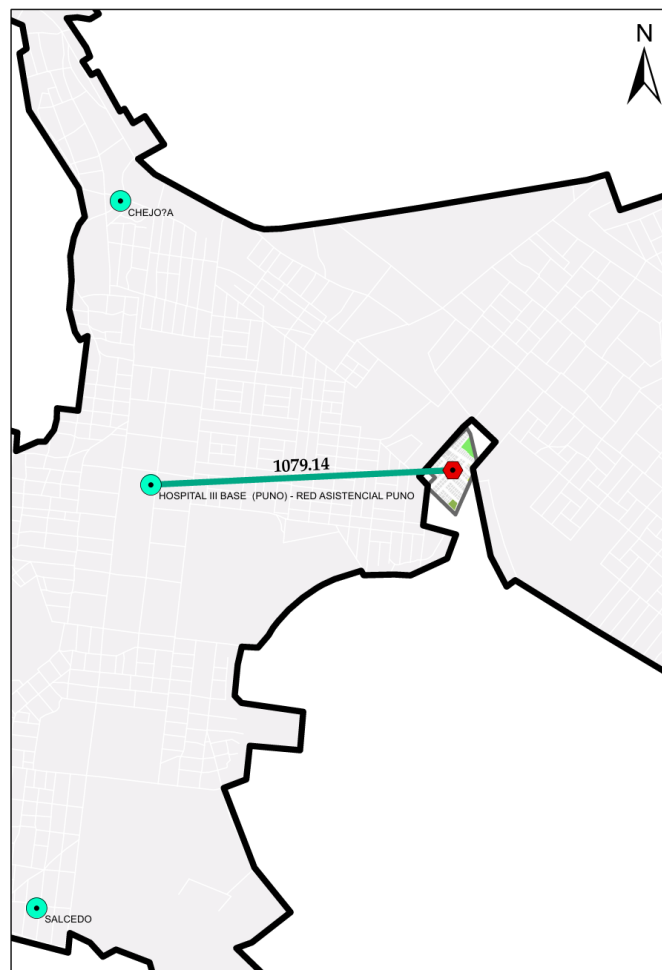 N
CHEJO?A
1079.14
HOSPITAL III BASE (PUNO) - RED ASISTENCIAL PUNO
SALCEDO